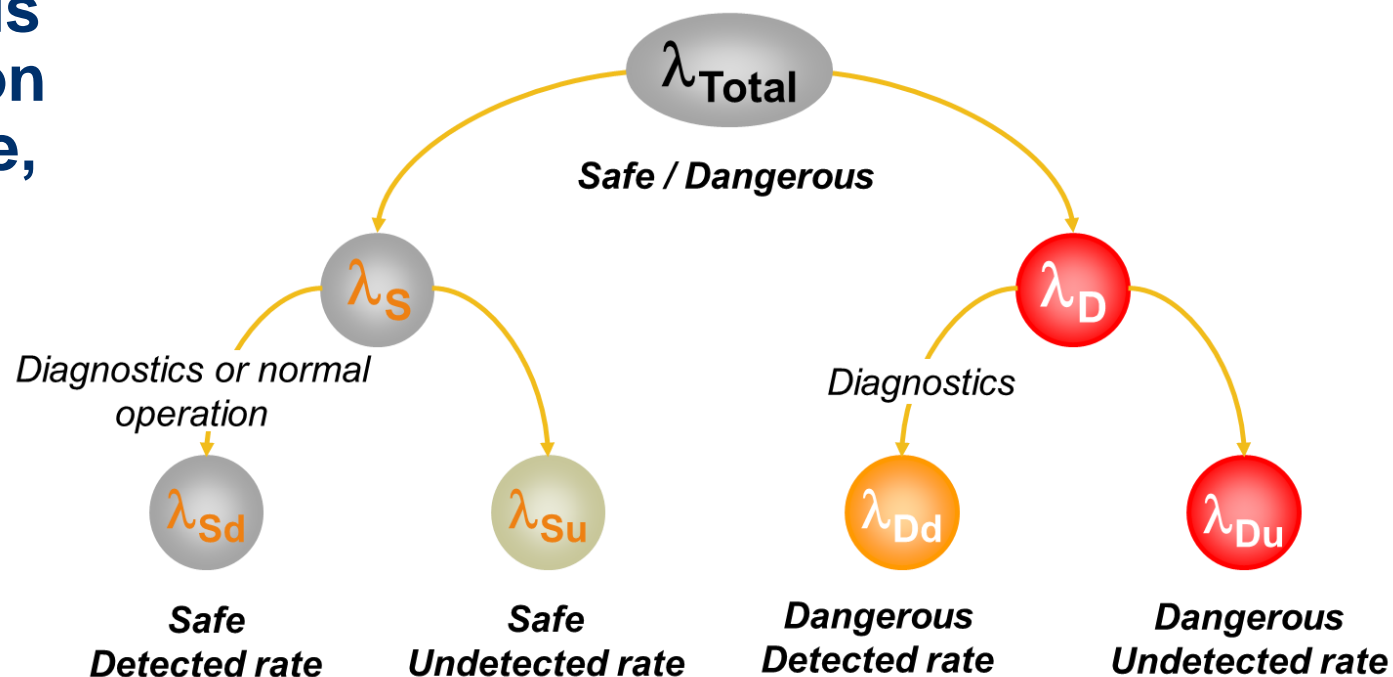 on
e,
λTotal
Safe / Dangerous
λS
λD
Diagnostics or normal
operation
Diagnostics
λSd
λSu
λDd
λDu
Safe
Detected rate
Safe
Undetected rate
Dangerous
Detected rate
Dangerous
Undetected rate